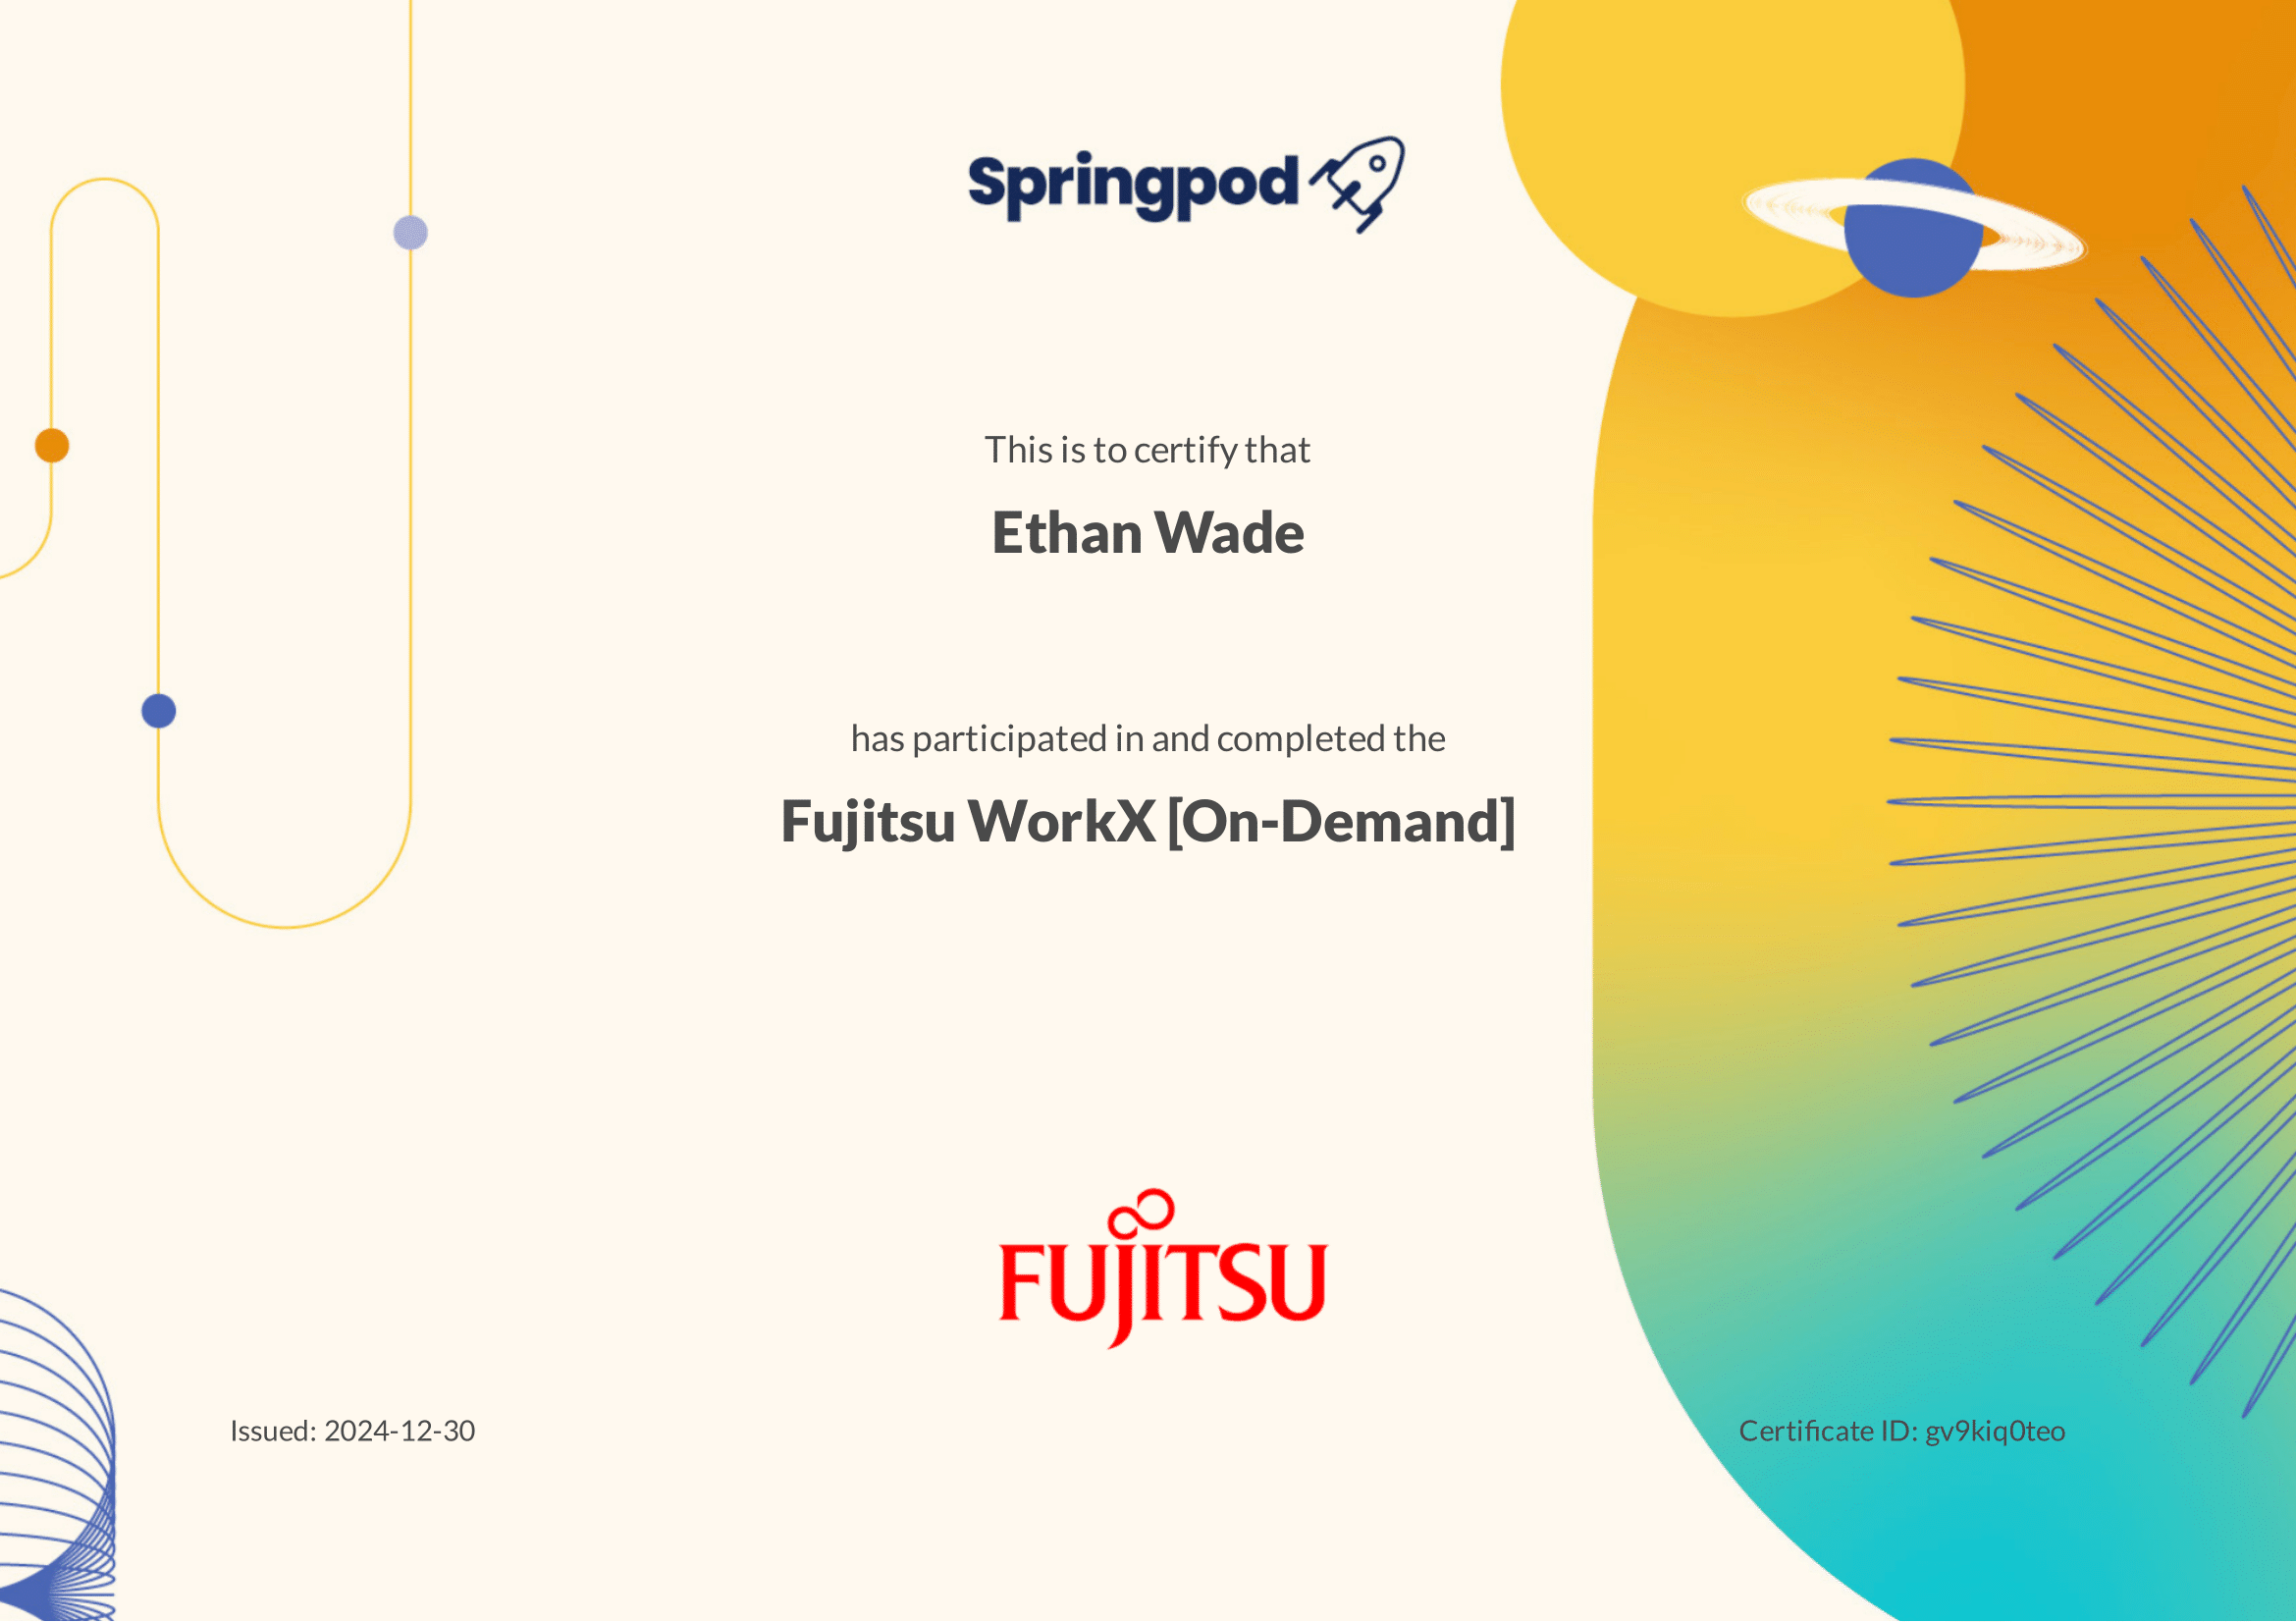 Springpod
This is to certify that
Ethan Wade
has participated in and completed the
Fujitsu WorkX [On-Demand]
FUJITSU
Issued: 2024-12-30
Certificate ID: gv9kiq0teo